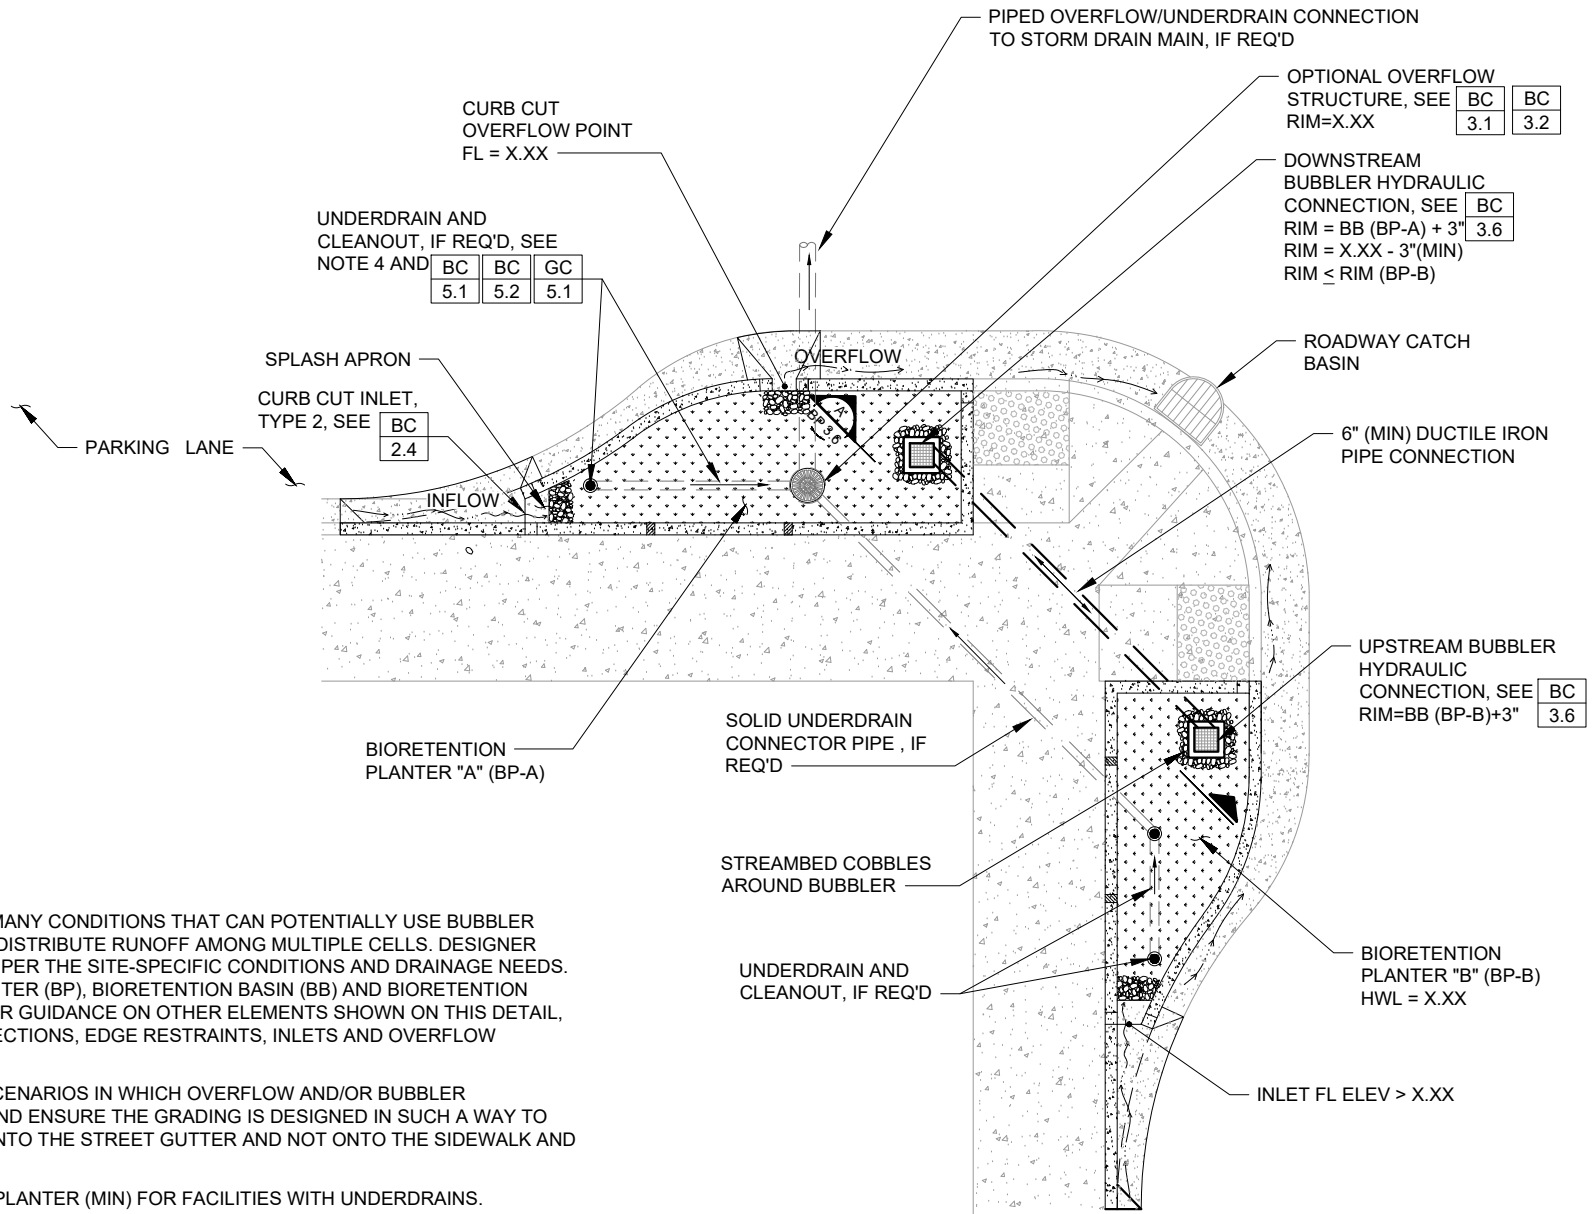 PIPED OVERFLOW/UNDERDRAIN CONNECTION
TO STORM DRAIN MAIN, IF REQ'D
OPTIONAL OVERFLOW
STRUCTURE, SEE BC 3.1 BC 3.2
RIM=X.XX
CURB CUT
OVERFLOW POINT
FL = X.XX
DOWNSTREAM
BUBBLER HYDRAULIC
CONNECTION, SEE BC 3.6
RIM = BB (BP-A) + 3"
RIM = X.XX - 3"(MIN)
RIM ≤ RIM (BP-B)
UNDERDRAIN AND
CLEANOUT, IF REQ'D, SEE
NOTE 4 AND BC 5.1 BC 5.2 GC 5.1
SPLASH APRON
OVERFLOW
ROADWAY CATCH
BASIN
CURB CUT INLET,
TYPE 2, SEE BC 2.4
A
BP 3.6
PARKING LANE
6" (MIN) DUCTILE IRON
PIPE CONNECTION
INFLOW
UPSTREAM BUBBLER
HYDRAULIC
CONNECTION, SEE BC 3.6
RIM=BB (BP-B)+3"
SOLID UNDERDRAIN
CONNECTOR PIPE , IF
REQ'D
BIORETENTION
PLANTER "A" (BP-A)
STREAMBED COBBLES
AROUND BUBBLER
UNDERDRAIN AND
CLEANOUT, IF REQ'D
BIORETENTION
PLANTER "B" (BP-B)
HWL = X.XX
INLET FL ELEV > X.XX
MANY CONDITIONS THAT CAN POTENTIALLY USE BUBBLER
DISTRIBUTE RUNOFF AMONG MULTIPLE CELLS. DESIGNER
PER THE SITE-SPECIFIC CONDITIONS AND DRAINAGE NEEDS.
TER (BP), BIORETENTION BASIN (BB) AND BIORETENTION
R GUIDANCE ON OTHER ELEMENTS SHOWN ON THIS DETAIL,
ECTIONS, EDGE RESTRAINTS, INLETS AND OVERFLOW
CENARIOS IN WHICH OVERFLOW AND/OR BUBBLER
ND ENSURE THE GRADING IS DESIGNED IN SUCH A WAY TO
NTO THE STREET GUTTER AND NOT ONTO THE SIDEWALK AND
PLANTER (MIN) FOR FACILITIES WITH UNDERDRAINS.